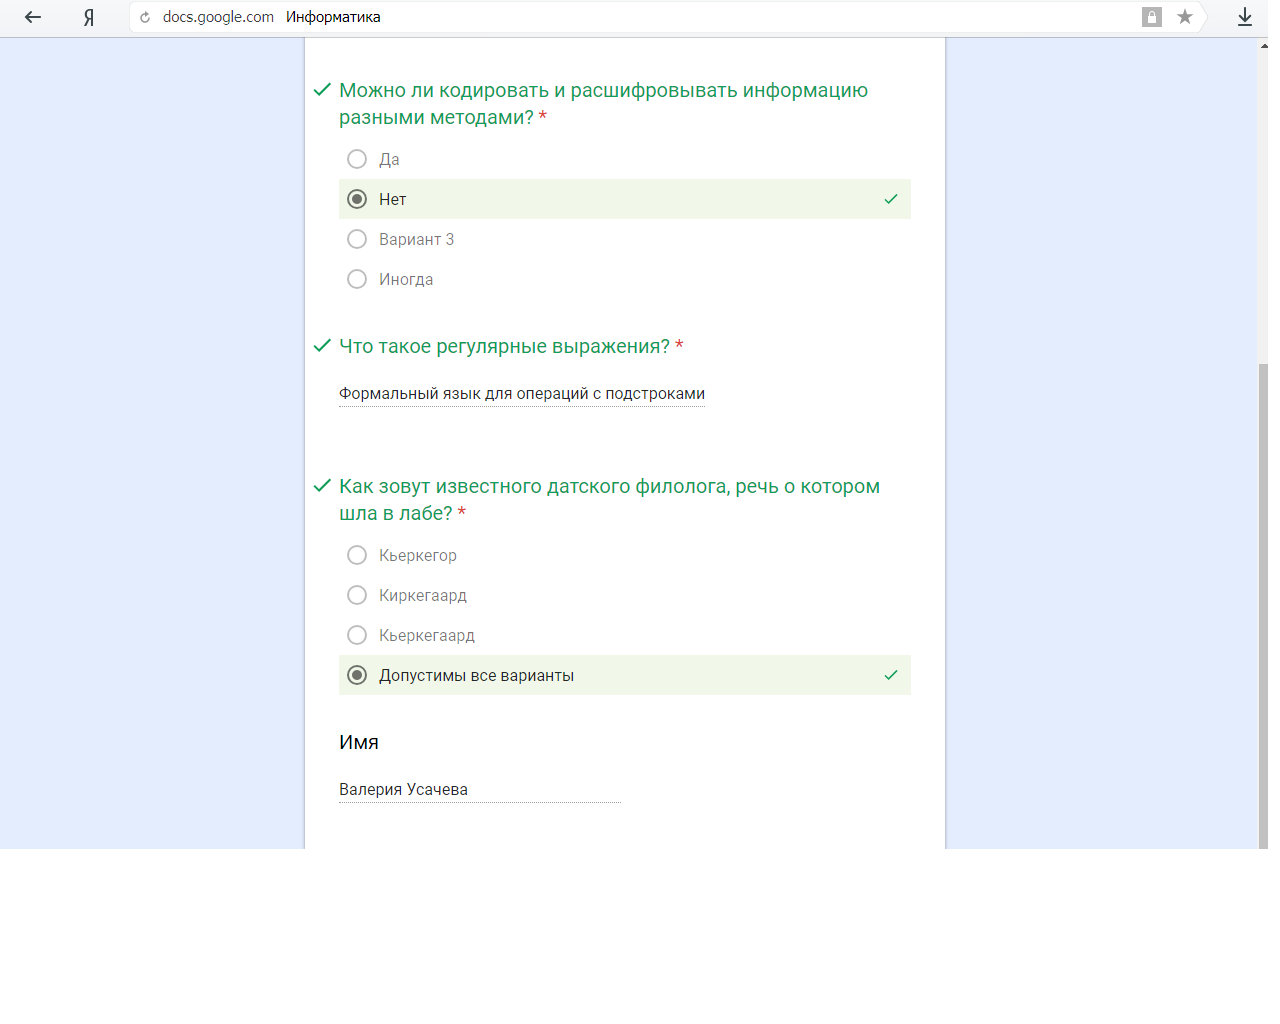 Я docs.google.com Информатика
Можно ли кодировать и расшифровывать информацию
разными методами? *
Да
Нет
Вариант 3
Иногда
Что такое регулярные выражения? *
Формальный язык для операций с подстроками
Как зовут известного датского филолога, речь о котором
шла в лабе? *
Кьеркегор
Киркегаард
Кьеркегаард
Допустимы все варианты
Имя
Валерия Усачева